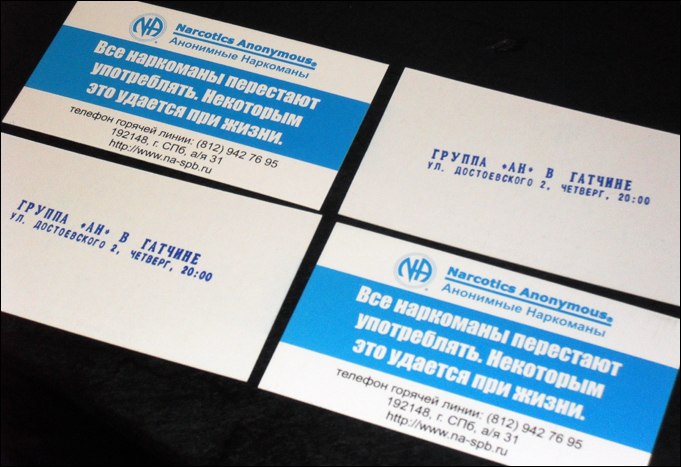 NA
Narcotics Anonymous®
Анонимные Наркоманы
Все наркоманы перестают
употреблять. Некоторым
это удается при жизни.
телефон горячей линии: (812) 942 76 95
192148, г. СПб, а/я 31
http://www.na-spb.ru
ГРУППА «АН» В ГАТЧИНЕ
УЛ. ДОСТОЕВСКОГО 2, ЧЕТВЕРГ, 20:00
ГРУППА «АН» В ГАТЧИНЕ
УЛ. ДОСТОЕВСКОГО 2, ЧЕТВЕРГ, 20:00
NA
Narcotics Anonymous®
Анонимные Наркоманы
Все наркоманы перестают
употреблять. Некоторым
это удается при жизни.
телефон горячей линии: (812) 942 76 95
192148, г. СПб, а/я 31
http://www.na-spb.ru